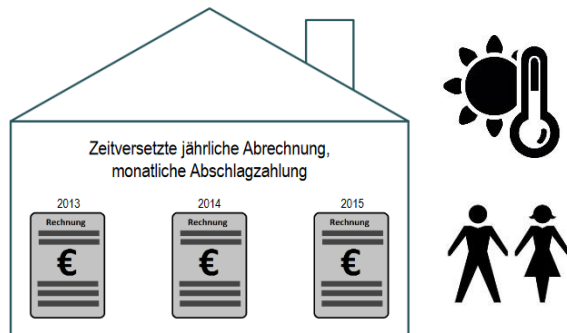 Zeitversetzte jährliche Abrechnung,
monatliche Abschlagzahlung
2013 2014 2015
Rechnung Rechnung Rechnung
€ € €